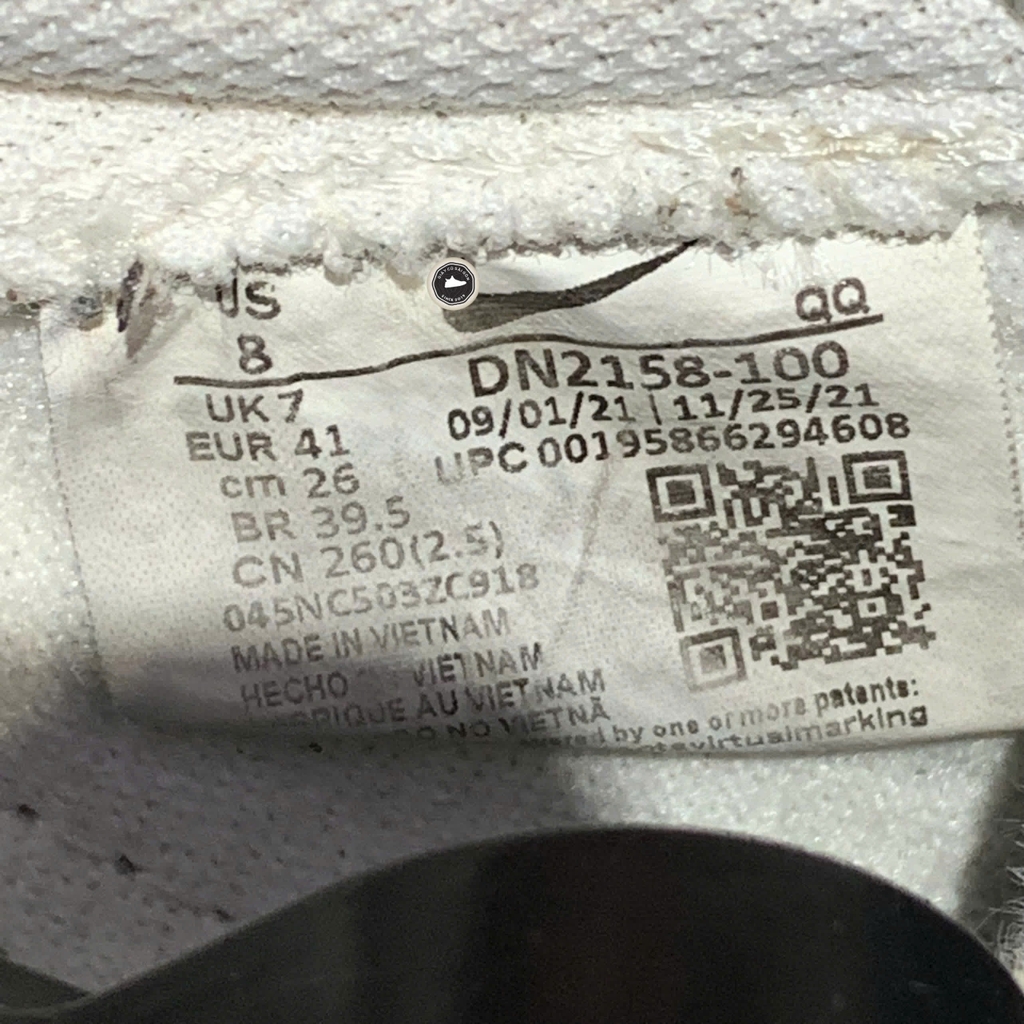 US
8
QQ
DN2158-100
09/01/21 | 11/25/21
UPC 00195866294608
UK 7
EUR 41
cm 26
BR 39.5
CN 260(2.5)
045NC503ZC918
MADE IN VIETNAM
HECHO VIETNAM
AU VIETNAM
NO VIETNÃ
by one or more patents:
SINCE